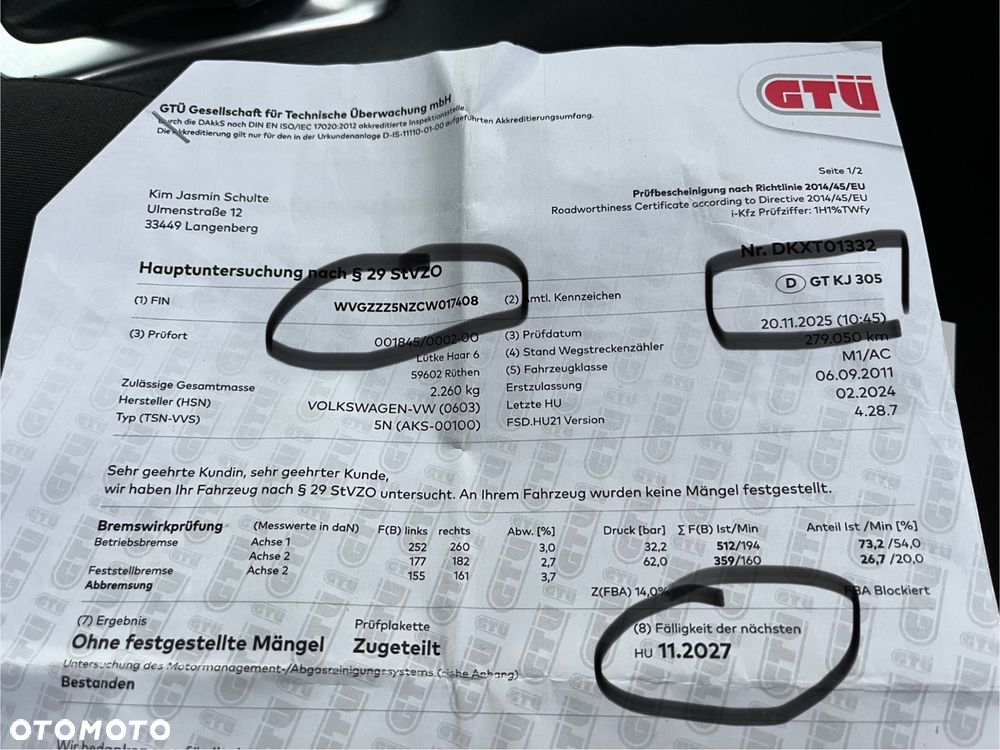 GTÜ Gesellschaft für Technische Überwachung mbH
Durch die DAkkS nach DIN EN ISO/IEC 17020:2012 akkreditierte Inspektionsstelle.
Die Akkreditierung gilt nur für den in der Urkundenanlage D-IS-11110-01-00 aufgeführten Akkreditierungsumfang.
GTÜ
Seite 1/2
Prüfbescheinigung nach Richtlinie 2014/45/EU
Roadworthiness Certificate according to Directive 2014/45/EU
i-Kfz Prüfziffer: 1H1%TWfy
Kim Jasmin Schulte
Ulmenstraße 12
33449 Langenberg
Nr. DKXT01332
Hauptuntersuchung nach § 29 StVZO
(1) FIN WVGZZZ5NZCW017408 (2) Amtl. Kennzeichen D GT KJ 305
(3) Prüfort 001845/0002-00 (3) Prüfdatum 20.11.2025 (10:45)
Lütke Haar 6 (4) Stand Wegstreckenzähler 279.050 km
59602 Rüthen (5) Fahrzeugklasse M1/AC
Zulässige Gesamtmasse 2.260 kg Erstzulassung 06.09.2011
Hersteller (HSN) VOLKSWAGEN-VW (0603) Letzte HU 02.2024
Typ (TSN-VVS) 5N (AKS-00100) FSD.HU21 Version 4.28.7
Sehr geehrte Kundin, sehr geehrter Kunde,
wir haben Ihr Fahrzeug nach § 29 StVZO untersucht. An Ihrem Fahrzeug wurden keine Mängel festgestellt.
Bremswirkprüfung (Messwerte in daN) F(B) links rechts Abw. [%] Druck [bar] Σ F(B) Ist/Min Anteil Ist /Min [%]
Betriebsbremse Achse 1 252 260 3,0 32,2 512/194 73,2 /54,0
Achse 2 177 182 2,7 62,0 359/160 26,7 /20,0
Feststellbremse Achse 2 155 161 3,7
Abbremsung Z(FBA) 14,0% FBA Blockiert
(7) Ergebnis Prüfplakette (8) Fälligkeit der nächsten
Ohne festgestellte Mängel Zugeteilt HU 11.2027
Untersuchung des Motormanagement-/Abgasreinigungssystems (siehe Anhang)
Bestanden
OTOMOTO